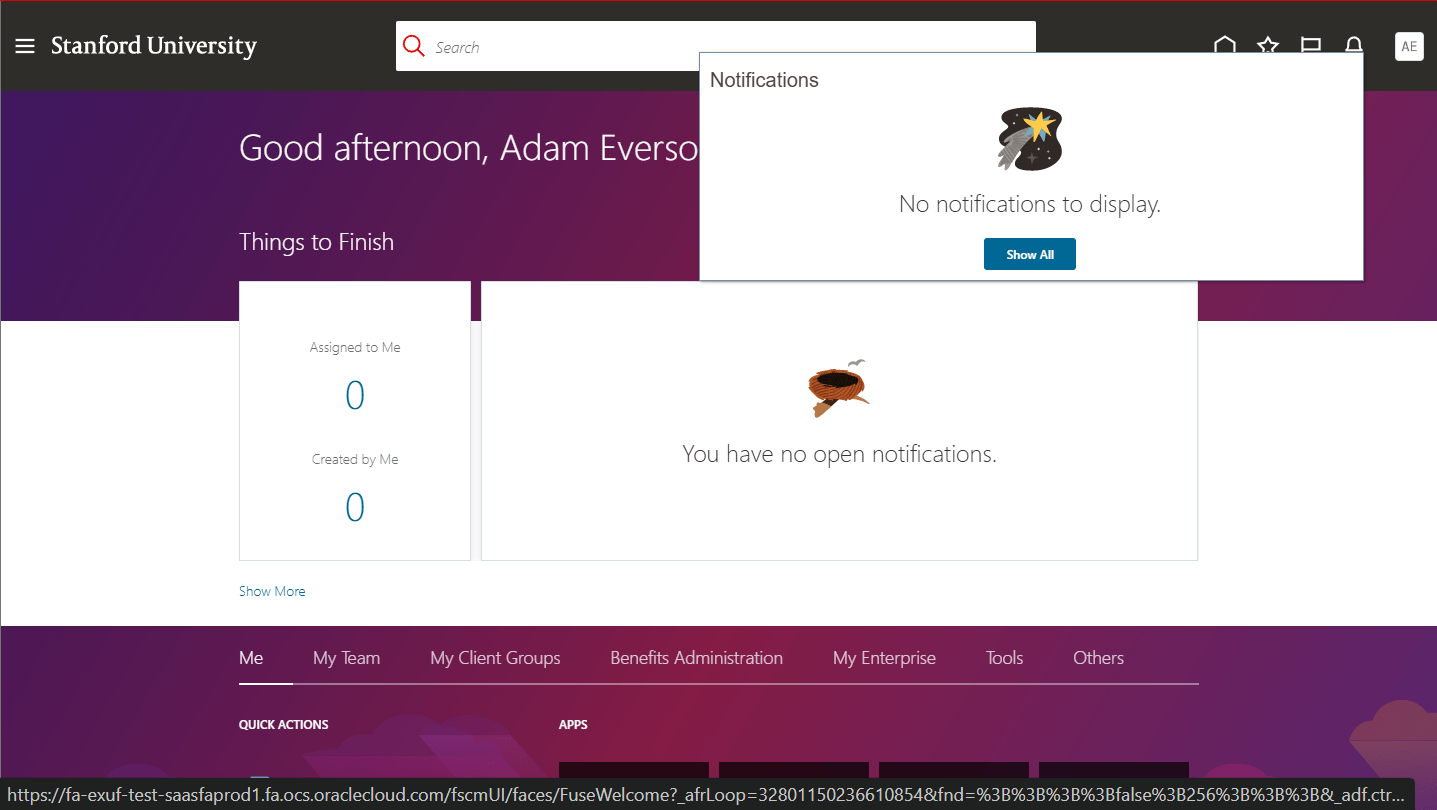 Stanford University
Search
AE
Notifications
No notifications to display.
Show All
Good afternoon, Adam Everso
Things to Finish
Assigned to Me
0
Created by Me
0
You have no open notifications.
Show More
Me My Team My Client Groups Benefits Administration My Enterprise Tools Others
QUICK ACTIONS APPS
https://fa-exuf-test-saasfaprod1.fa.ocs.oraclecloud.com/fscmUI/faces/FuseWelcome?_afrLoop=32801150236610854&fnd=%3B%3B%3B%3Bfalse%3B256%3B%3B%3B&_adf.ctr...